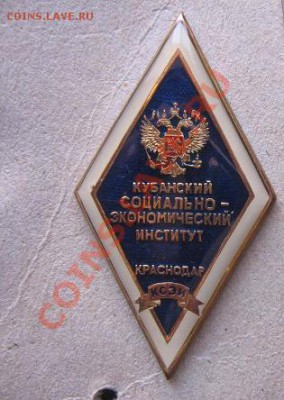 COINS.LAVE.RU
КУБАНСКИЙ
СОЦИАЛЬНО-
ЭКОНОМИЧЕСКИЙ
ИНСТИТУТ
КРАСНОДАР
КСЭИ